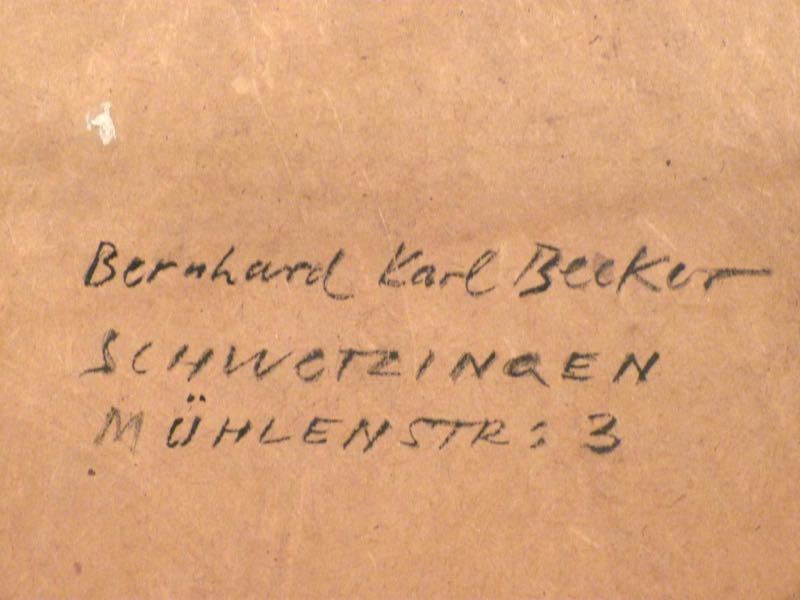 Bernhard Karl Becker
SCHWETZINGEN
MÜHLENSTR: 3